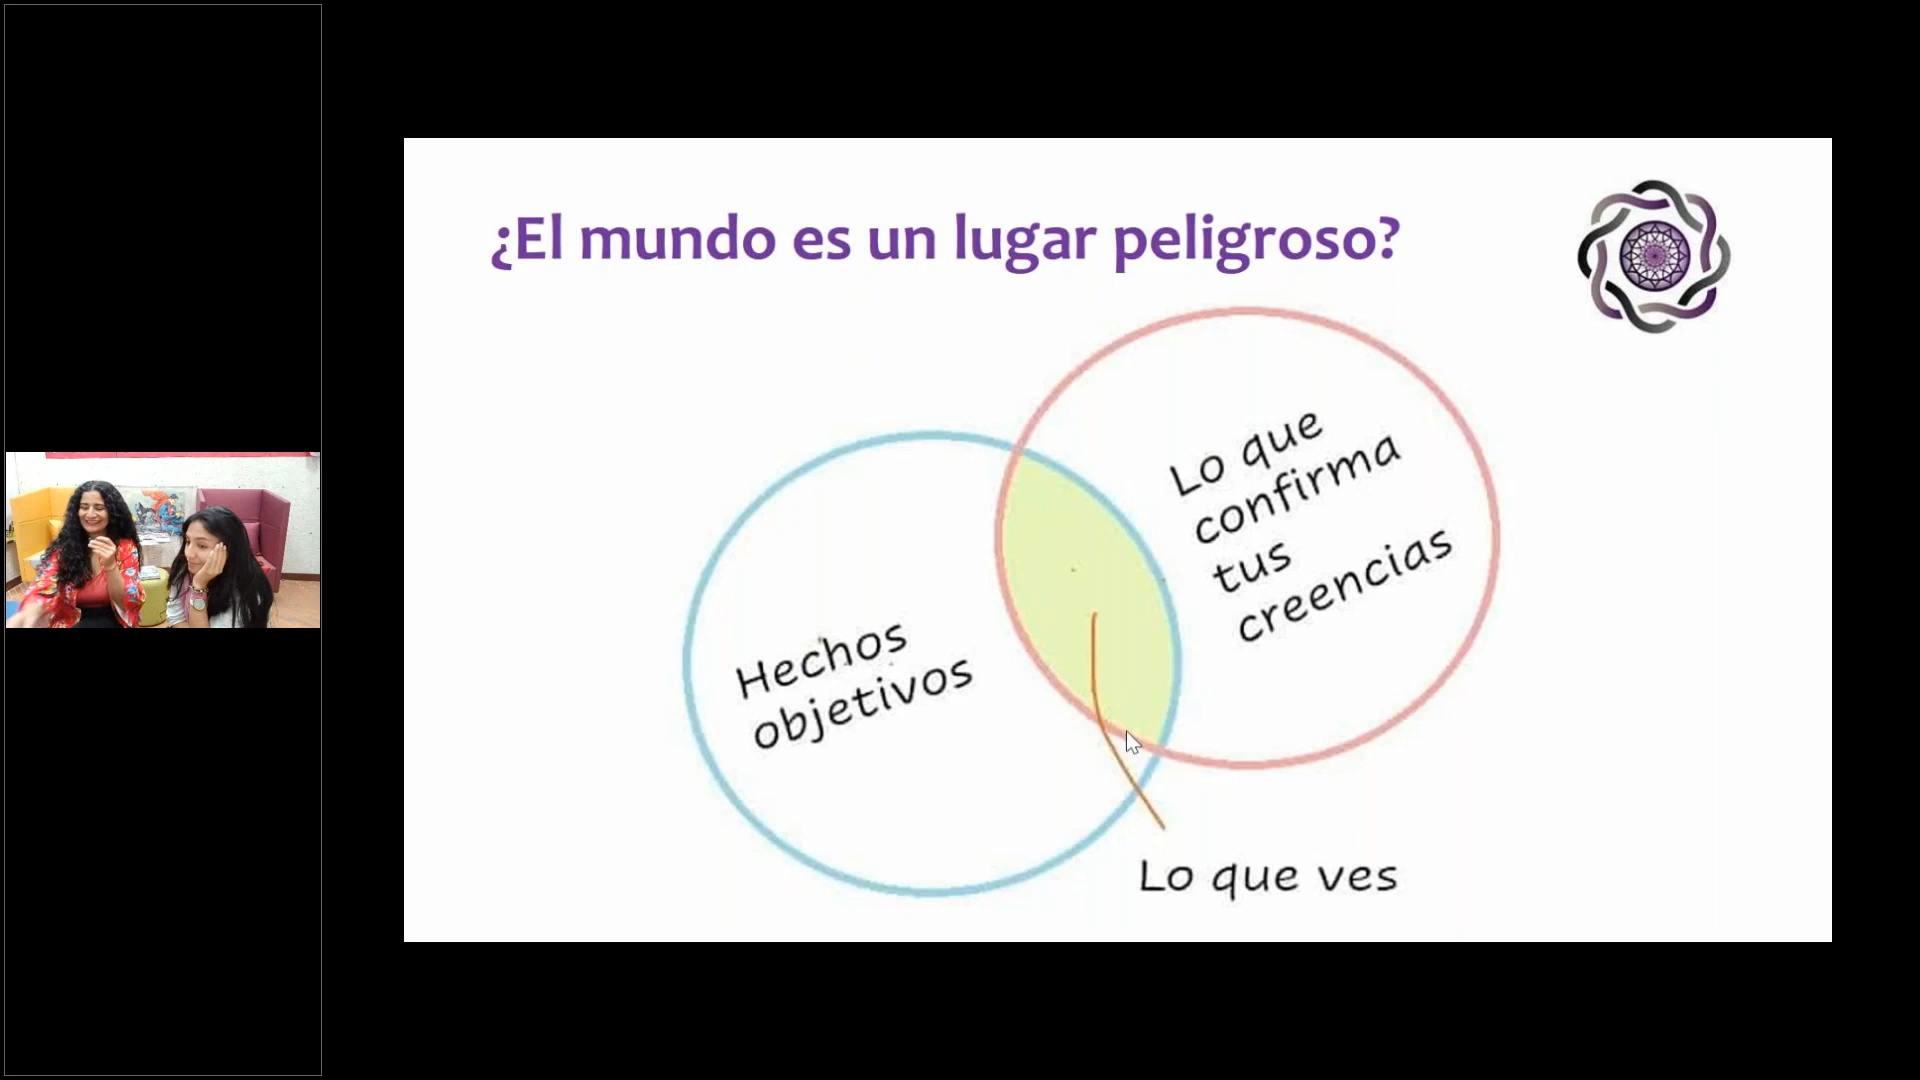 ¿El mundo es un lugar peligroso?
Lo que
confirma
tus
creencias
Hechos
objetivos
Lo que ves